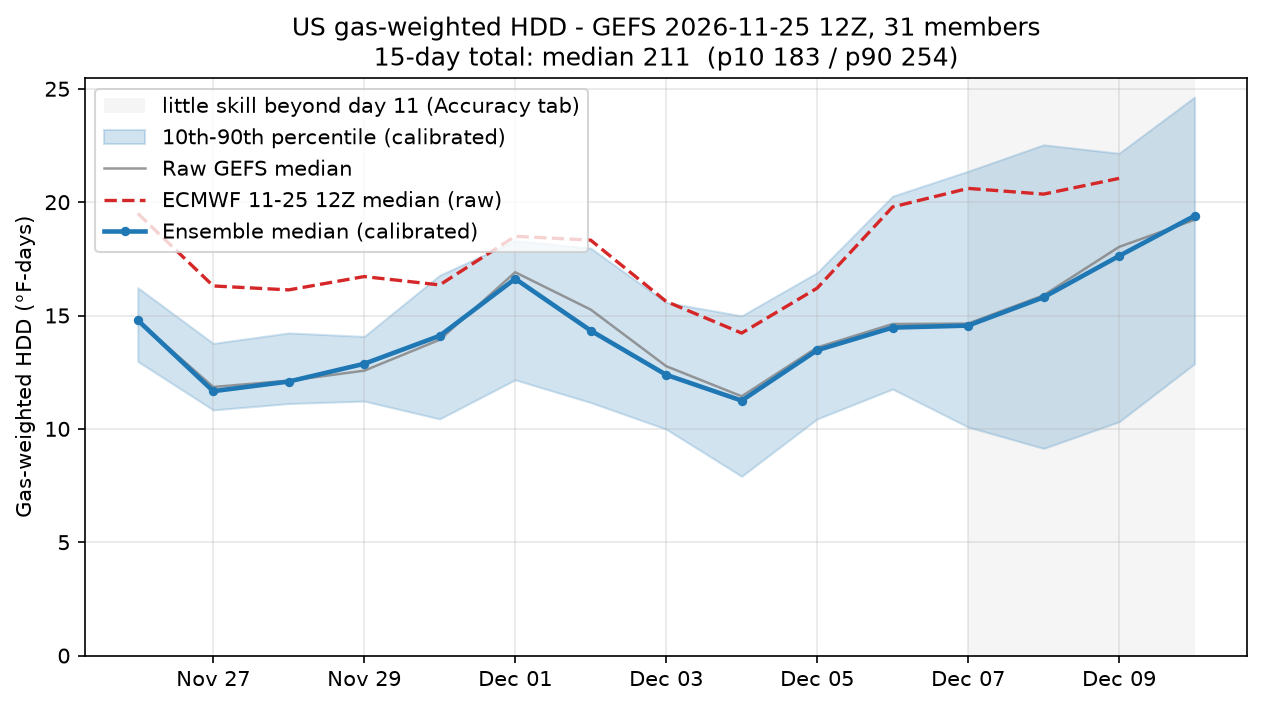 US gas-weighted HDD - GEFS 2026-11-25 12Z, 31 members
15-day total: median 211  (p10 183 / p90 254)
Gas-weighted HDD (°F-days)
25
20
15
10
5
0
little skill beyond day 11 (Accuracy tab)
10th-90th percentile (calibrated)
Raw GEFS median
ECMWF 11-25 12Z median (raw)
Ensemble median (calibrated)
Nov 27
Nov 29
Dec 01
Dec 03
Dec 05
Dec 07
Dec 09